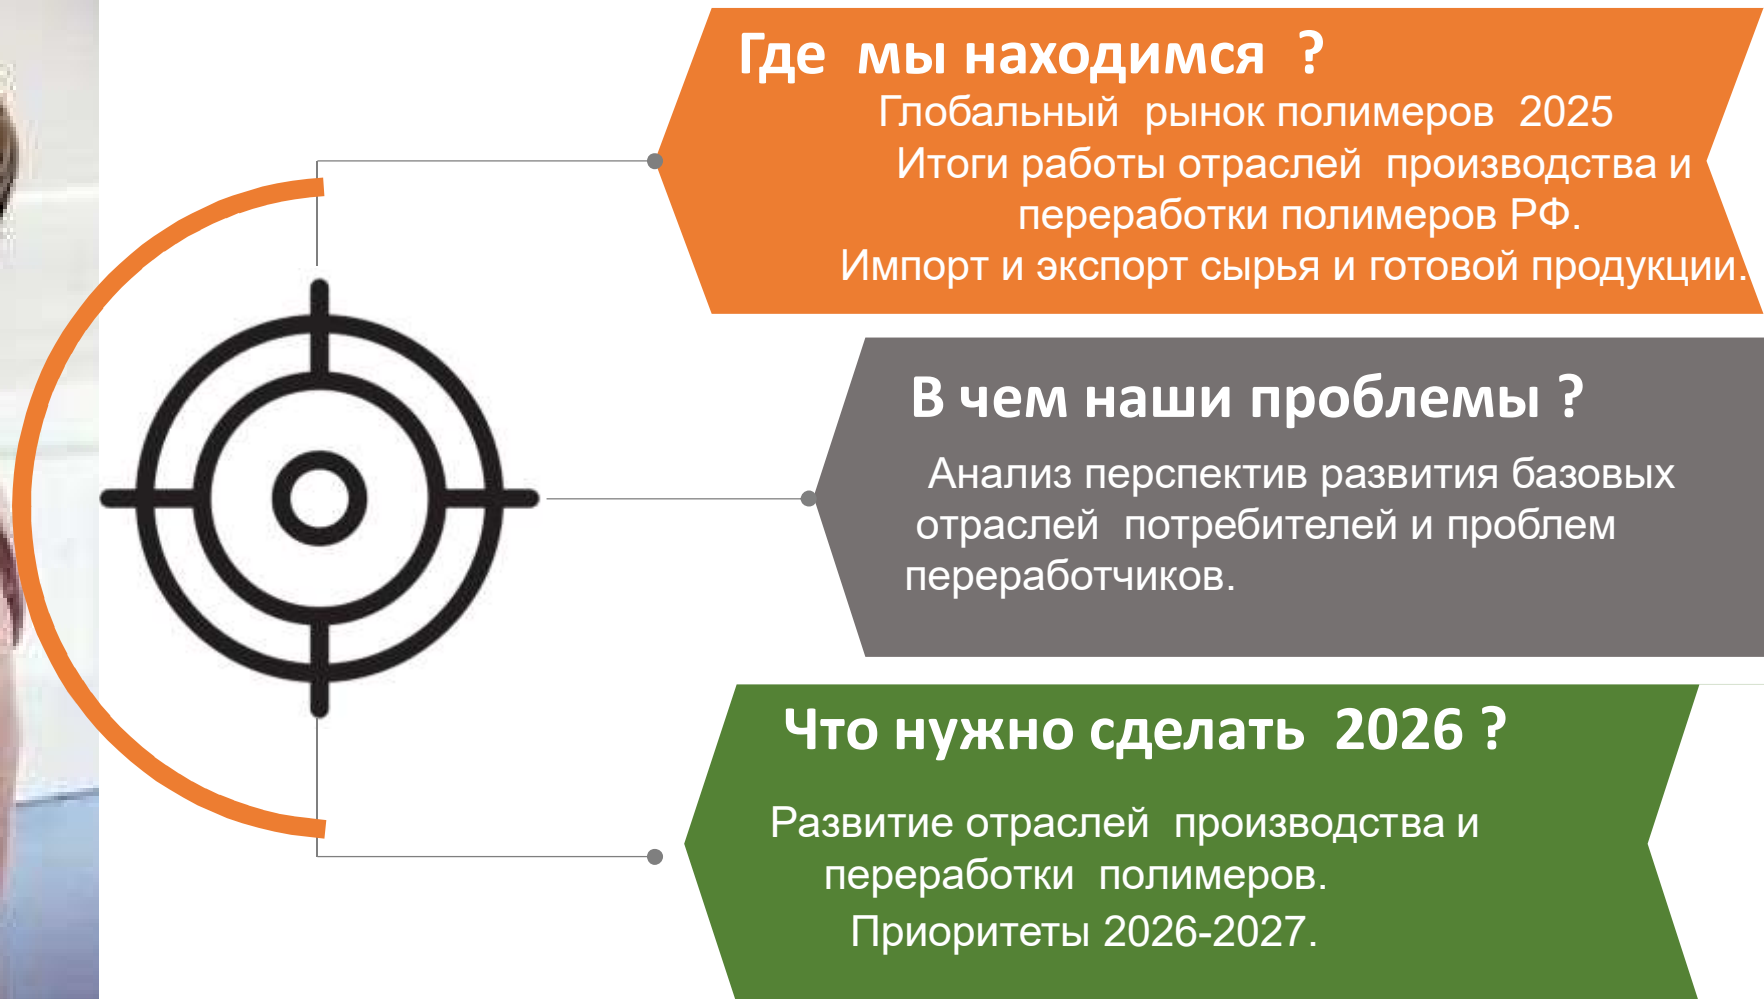 Где мы находимся ?
Глобальный рынок полимеров 2025
Итоги работы отраслей производства и
переработки полимеров РФ.
Импорт и экспорт сырья и готовой продукции.
В чем наши проблемы ?
Анализ перспектив развития базовых
отраслей потребителей и проблем
переработчиков.
Что нужно сделать 2026 ?
Развитие отраслей производства и
переработки полимеров.
Приоритеты 2026-2027.